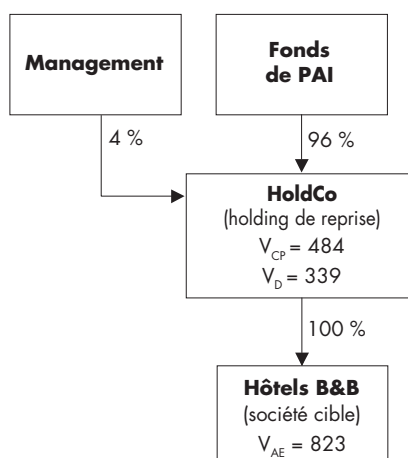 Management
Fonds
de PAI
4 %
96 %
HoldCo
(holding de reprise)
V_CP = 484
V_D = 339
100 %
Hôtels B&B
(société cible)
V_AE = 823